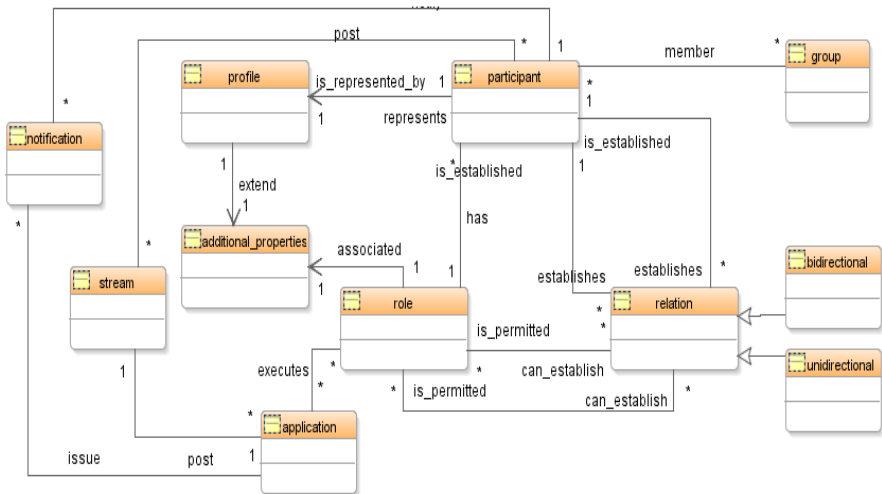 post
*
1
member
*
group
profile
is_represented_by
1
participant
*
1
represents
*
1
*
notification
is_established
1
*
is_established
1
extend
1
has
*
*
additional_properties
associated
1
1
1
bidirectional
stream
establishes
establishes
*
role
relation
*
*
is_permitted
1
executes
*
*
*
can_establish
unidirectional
*
is_permitted
*
can_establish
*
application
issue
post
1